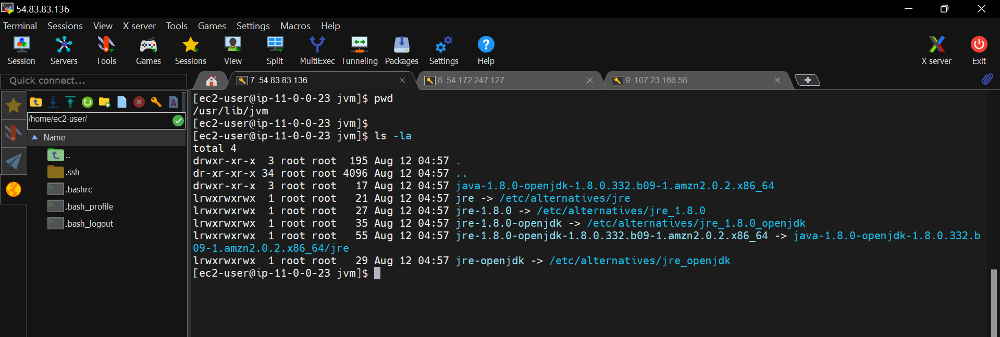 54.83.83.136
Terminal Sessions View X server Tools Games Settings Macros Help
Session Servers Tools Games Sessions View Split MultiExec Tunneling Packages Settings Help X server Exit
Quick connect...
7. 54.83.83.136
8. 54.172.247.127
9. 107.23.166.58
/home/ec2-user/
Name
..
.ssh
.bashrc
.bash_profile
.bash_logout
[ec2-user@ip-11-0-0-23 jvm]$ pwd
/usr/lib/jvm
[ec2-user@ip-11-0-0-23 jvm]$
[ec2-user@ip-11-0-0-23 jvm]$ ls -la
total 4
drwxr-xr-x  3 root root  195 Aug 12 04:57 .
dr-xr-xr-x 34 root root 4096 Aug 12 04:57 ..
drwxr-xr-x  3 root root   17 Aug 12 04:57 java-1.8.0-openjdk-1.8.0.332.b09-1.amzn2.0.2.x86_64
lrwxrwxrwx  1 root root   21 Aug 12 04:57 jre -> /etc/alternatives/jre
lrwxrwxrwx  1 root root   27 Aug 12 04:57 jre-1.8.0 -> /etc/alternatives/jre_1.8.0
lrwxrwxrwx  1 root root   35 Aug 12 04:57 jre-1.8.0-openjdk -> /etc/alternatives/jre_1.8.0_openjdk
lrwxrwxrwx  1 root root   55 Aug 12 04:57 jre-1.8.0-openjdk-1.8.0.332.b09-1.amzn2.0.2.x86_64 -> java-1.8.0-openjdk-1.8.0.332.b
09-1.amzn2.0.2.x86_64/jre
lrwxrwxrwx  1 root root   29 Aug 12 04:57 jre-openjdk -> /etc/alternatives/jre_openjdk
[ec2-user@ip-11-0-0-23 jvm]$